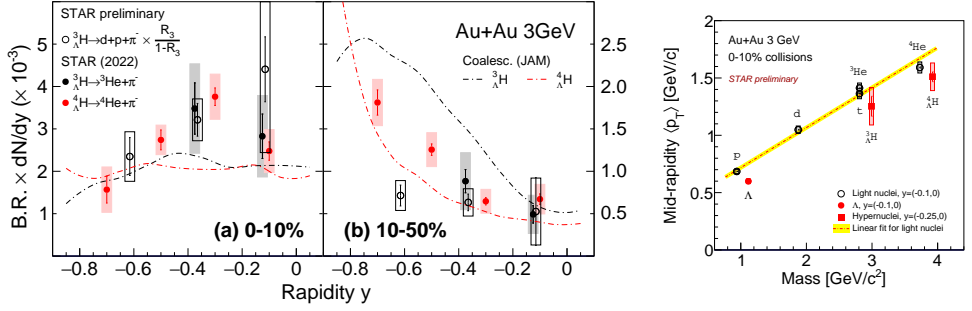 STAR preliminary
³ΛH→d+p+π⁻ × R₃/(1-R₃)
STAR (2022)
³ΛH→³He+π⁻
⁴ΛH→⁴He+π⁻
B.R. × dN/dy (× 10⁻³)
5
4
3
2
1
(a) 0-10%
−0.8 −0.6 −0.4 −0.2 0
Au+Au 3GeV
Coalesc. (JAM)
³ΛH
⁴ΛH
2.5
2.0
1.5
1.0
0.5
(b) 10-50%
−0.8 −0.6 −0.4 −0.2 0
Rapidity y
Mid-rapidity ⟨p_T⟩ [GeV/c]
2
1.5
1
0.5
0
Au+Au 3 GeV
0-10% collisions
STAR preliminary
⁴He
³He
⁴ΛH
d
t
³ΛH
p
Λ
Light nuclei, y=(-0.1,0)
Λ, y=(-0.1,0)
Hypernuclei, y=(-0.25,0)
Linear fit for light nuclei
1 2 3 4
Mass [GeV/c²]